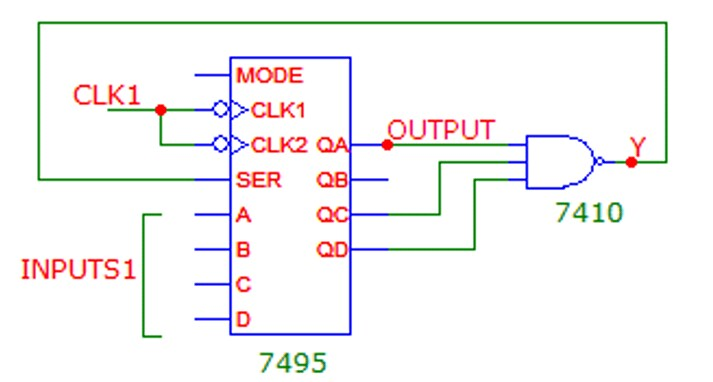 MODE
CLK1
CLK1
CLK2
QA
OUTPUT
Y
SER
QB
A
QC
7410
B
QD
INPUTS1
C
D
7495